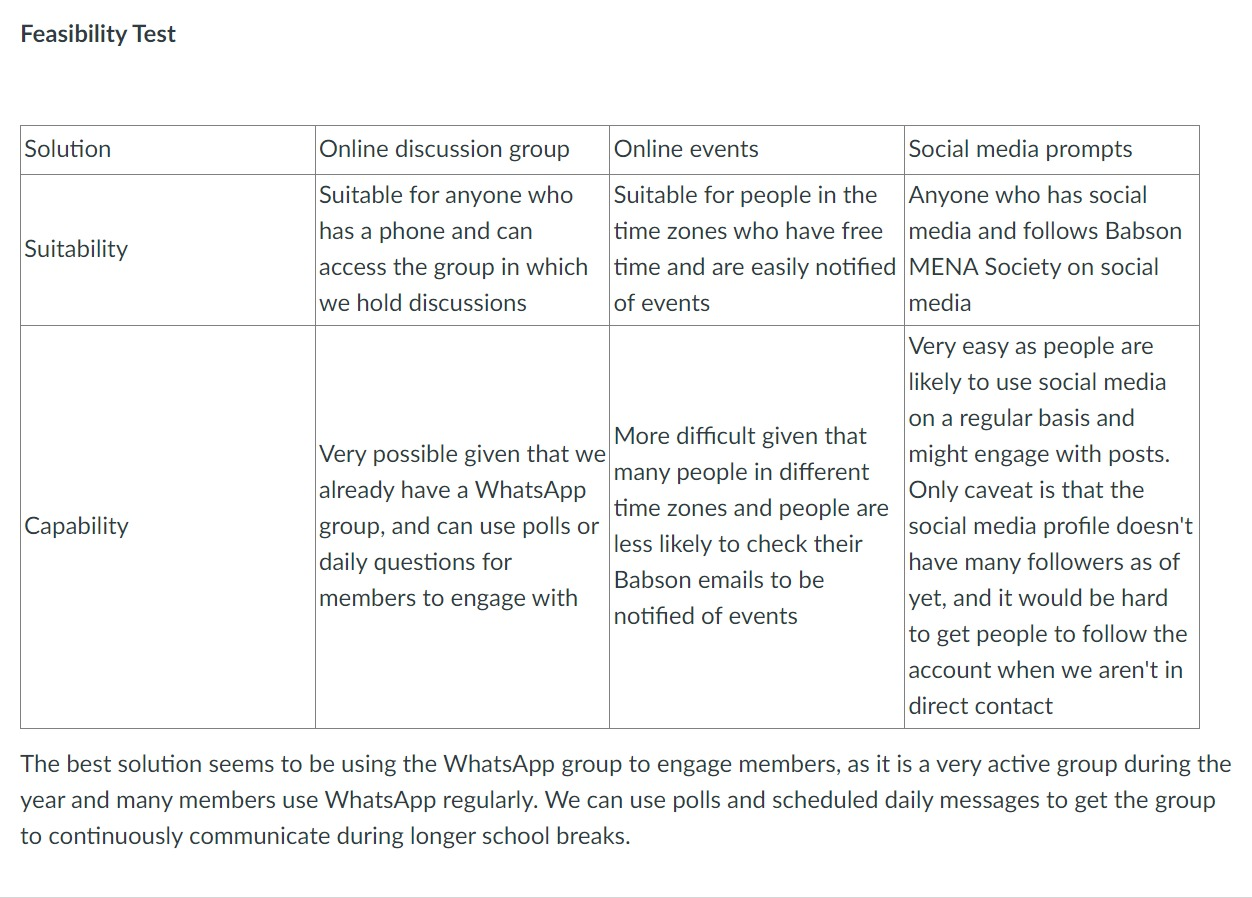 Feasibility Test
Solution
Online discussion group
Online events
Social media prompts
Suitability
Suitable for anyone who
has a phone and can
access the group in which
we hold discussions
Suitable for people in the
time zones who have free
time and are easily notified
of events
Anyone who has social
media and follows Babson
MENA Society on social
media
Capability
Very possible given that we
already have a WhatsApp
group, and can use polls or
daily questions for
members to engage with
More difficult given that
many people in different
time zones and people are
less likely to check their
Babson emails to be
notified of events
Very easy as people are
likely to use social media
on a regular basis and
might engage with posts.
Only caveat is that the
social media profile doesn't
have many followers as of
yet, and it would be hard
to get people to follow the
account when we aren't in
direct contact
The best solution seems to be using the WhatsApp group to engage members, as it is a very active group during the
year and many members use WhatsApp regularly. We can use polls and scheduled daily messages to get the group
to continuously communicate during longer school breaks.